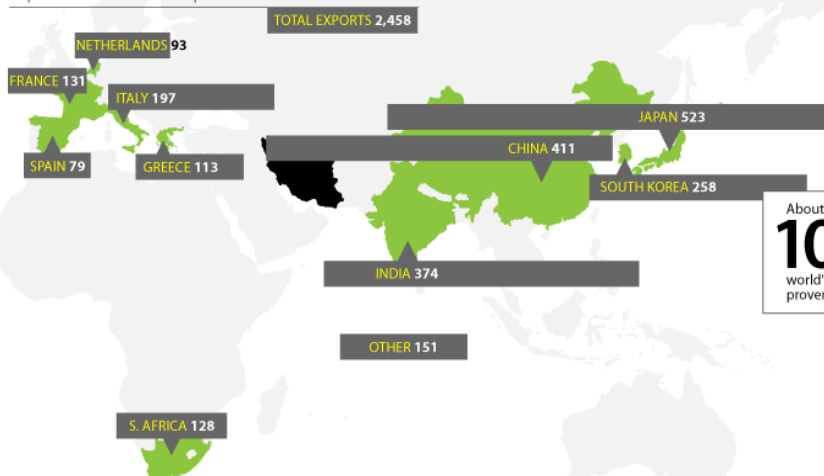 TOTAL EXPORTS 2,458
NETHERLANDS 93
FRANCE 131
ITALY 197
JAPAN 523
CHINA 411
SPAIN 79
GREECE 113
SOUTH KOREA 258
About
10
world'
proven
INDIA 374
OTHER 151
S. AFRICA 128